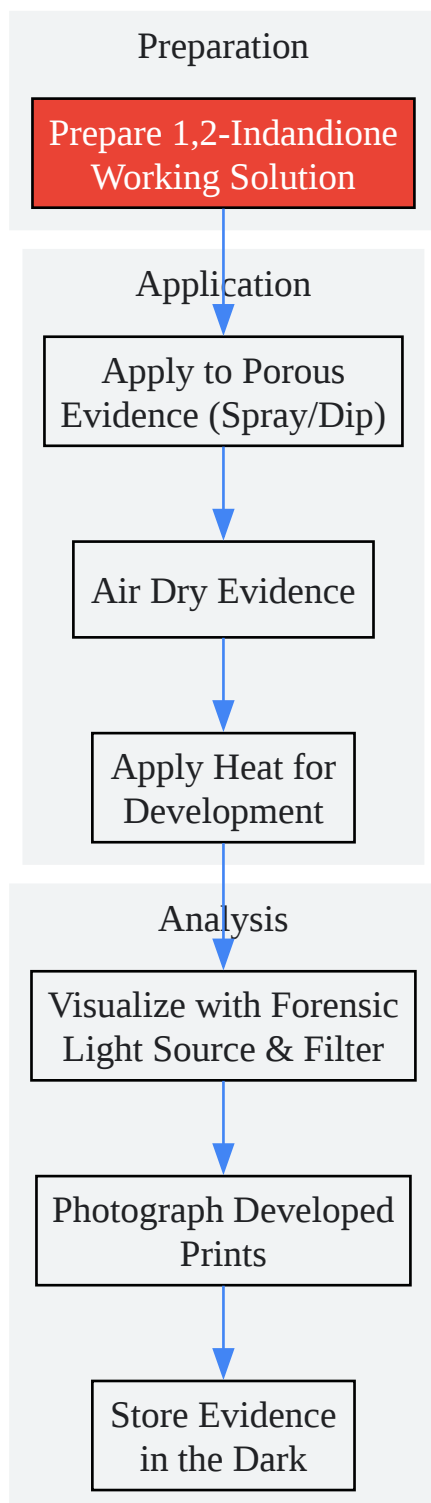 Preparation
Prepare 1,2-Indandione
Working Solution
Application
Apply to Porous
Evidence (Spray/Dip)
Air Dry Evidence
Apply Heat for
Development
Analysis
Visualize with Forensic
Light Source & Filter
Photograph Developed
Prints
Store Evidence
in the Dark